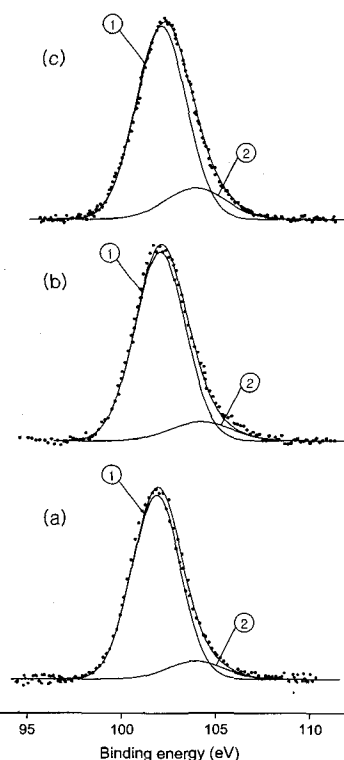 ①
(c)
②
①
(b)
②
①
(a)
②
95 100 105 110
Binding energy (eV)